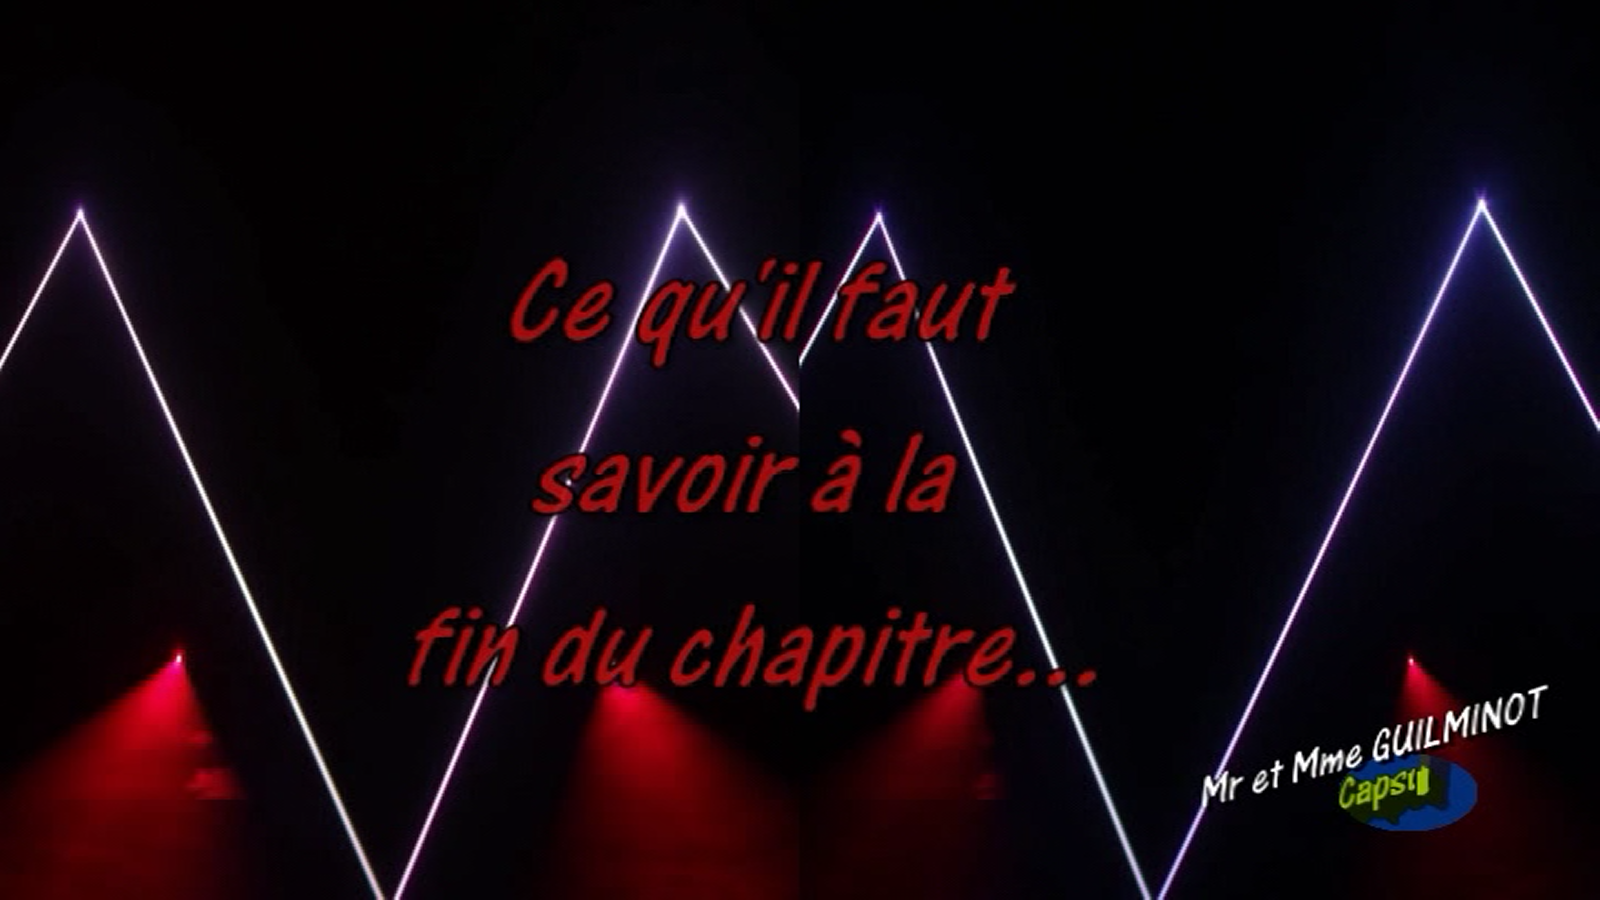 Ce qu'il faut
savoir à la
fin du chapitre...
Mr et Mme GUILMINOT